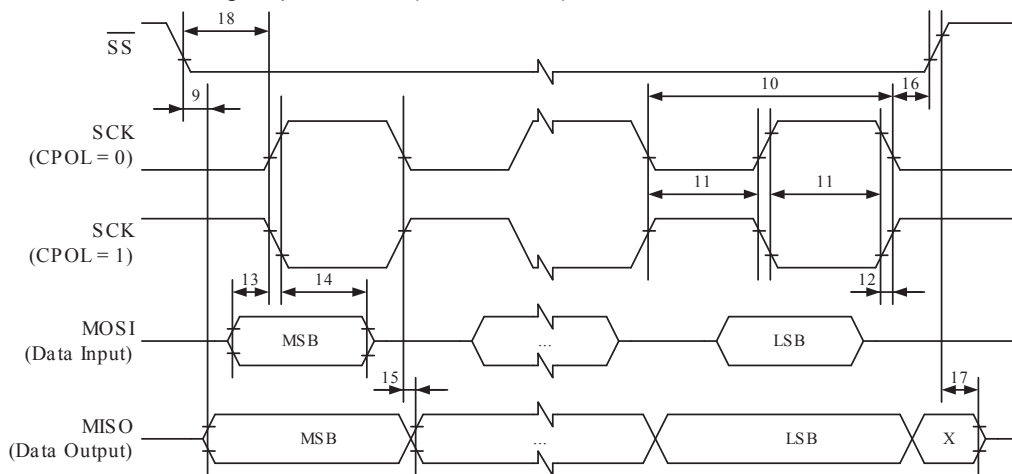 18
SS
9
10
16
SCK
(CPOL = 0)
11
11
SCK
(CPOL = 1)
12
13
14
MOSI
(Data Input)
MSB
...
LSB
15
17
MISO
(Data Output)
MSB
...
LSB
X